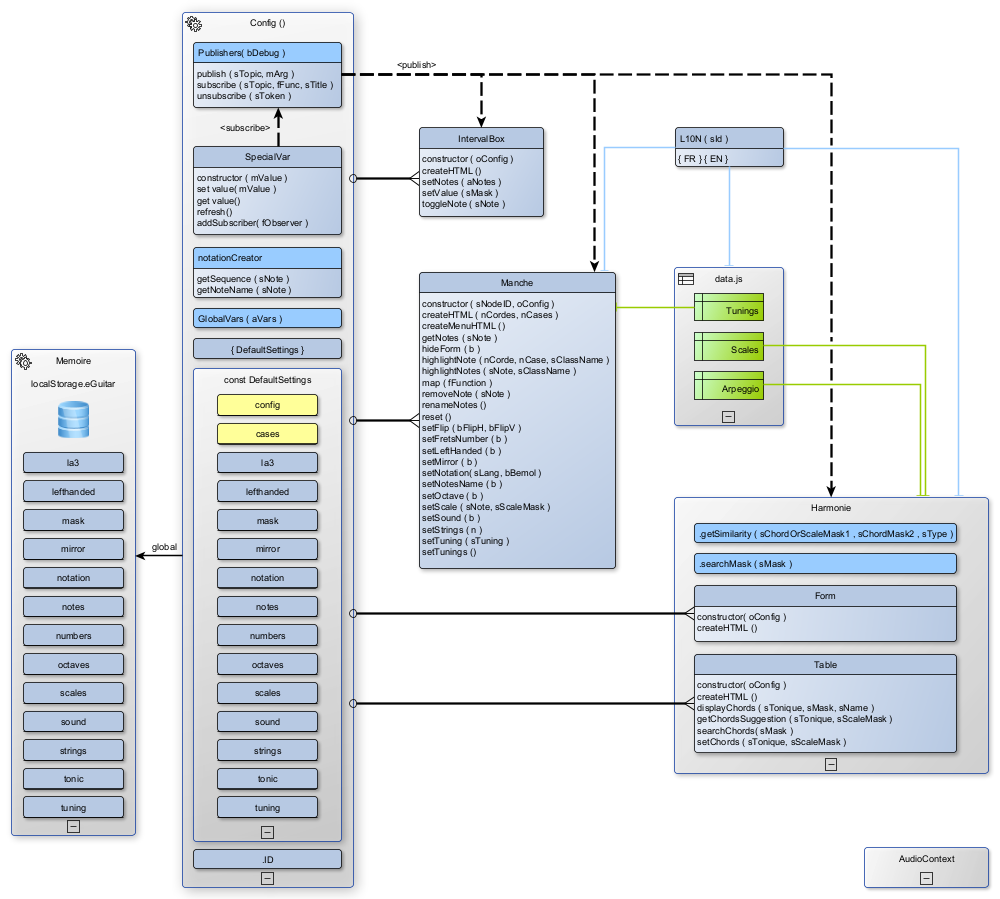 Config ()
Publishers( bDebug )
publish ( sTopic, mArg )
subscribe ( sTopic, fFunc, sTitle )
unsubscribe ( sToken )
<subscribe>
SpecialVar
constructor ( mValue )
set value( mValue )
get value()
refresh()
addSubscriber( fObserver )
notationCreator
getSequence ( sNote )
getNoteName ( sNote )
GlobalVars ( aVars )
{ DefaultSettings }
const DefaultSettings
config
cases
la3
lefthanded
mask
mirror
notation
notes
numbers
octaves
scales
sound
strings
tonic
tuning
.ID
Memoire
localStorage.eGuitar
la3
lefthanded
mask
mirror
notation
notes
numbers
octaves
scales
sound
strings
tonic
tuning
global
<publish>
IntervalBox
constructor ( oConfig )
createHTML ()
setNotes ( aNotes )
setValue ( sMask )
toggleNote ( sNote )
Manche
constructor ( sNodeID, oConfig )
createHTML ( nCordes, nCases )
createMenuHTML ()
getNotes ( sNote )
hideForm ( b )
highlightNote ( nCorde, nCase, sClassName )
highlightNotes ( sNote, sClassName )
map ( fFunction )
removeNote ( sNote )
renameNotes ()
reset ()
setFlip ( bFlipH, bFlipV )
setFretsNumber ( b )
setLeftHanded ( b )
setMirror ( b )
setNotation( sLang, bBemol )
setNotesName ( b )
setOctave ( b )
setScale ( sNote, sScaleMask )
setSound ( b )
setStrings ( n )
setTuning ( sTuning )
setTunings ()
L10N ( sId )
{ FR } { EN }
data.js
Tunings
Scales
Arpeggio
Harmonie
.getSimilarity ( sChordOrScaleMask1 , sChordMask2 , sType )
.searchMask ( sMask )
Form
constructor( oConfig )
createHTML ()
Table
constructor( oConfig )
createHTML ()
displayChords ( sTonique, sMask, sName )
getChordsSuggestion ( sTonique, sScaleMask )
searchChords( sMask )
setChords ( sTonique, sScaleMask )
AudioContext